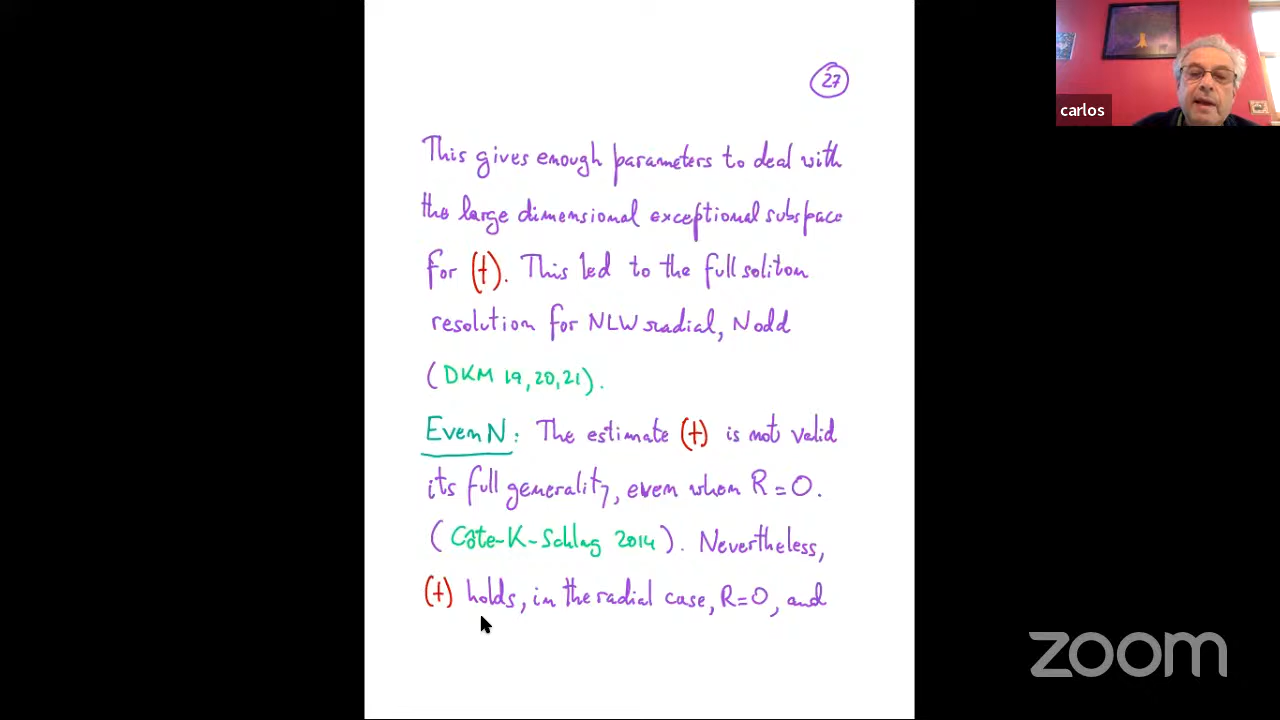 27
This gives enough parameters to deal with
the large dimensional exceptional subspace
for (†). This led to the full soliton
resolution for NLW radial, N odd
(DKM 19, 20, 21).
Even N: The estimate (†) is not valid
its full generality, even when R=0.
(Côte-K-Schlag 2014). Nevertheless,
(†) holds, in the radial case, R=0, and
carlos
zoom